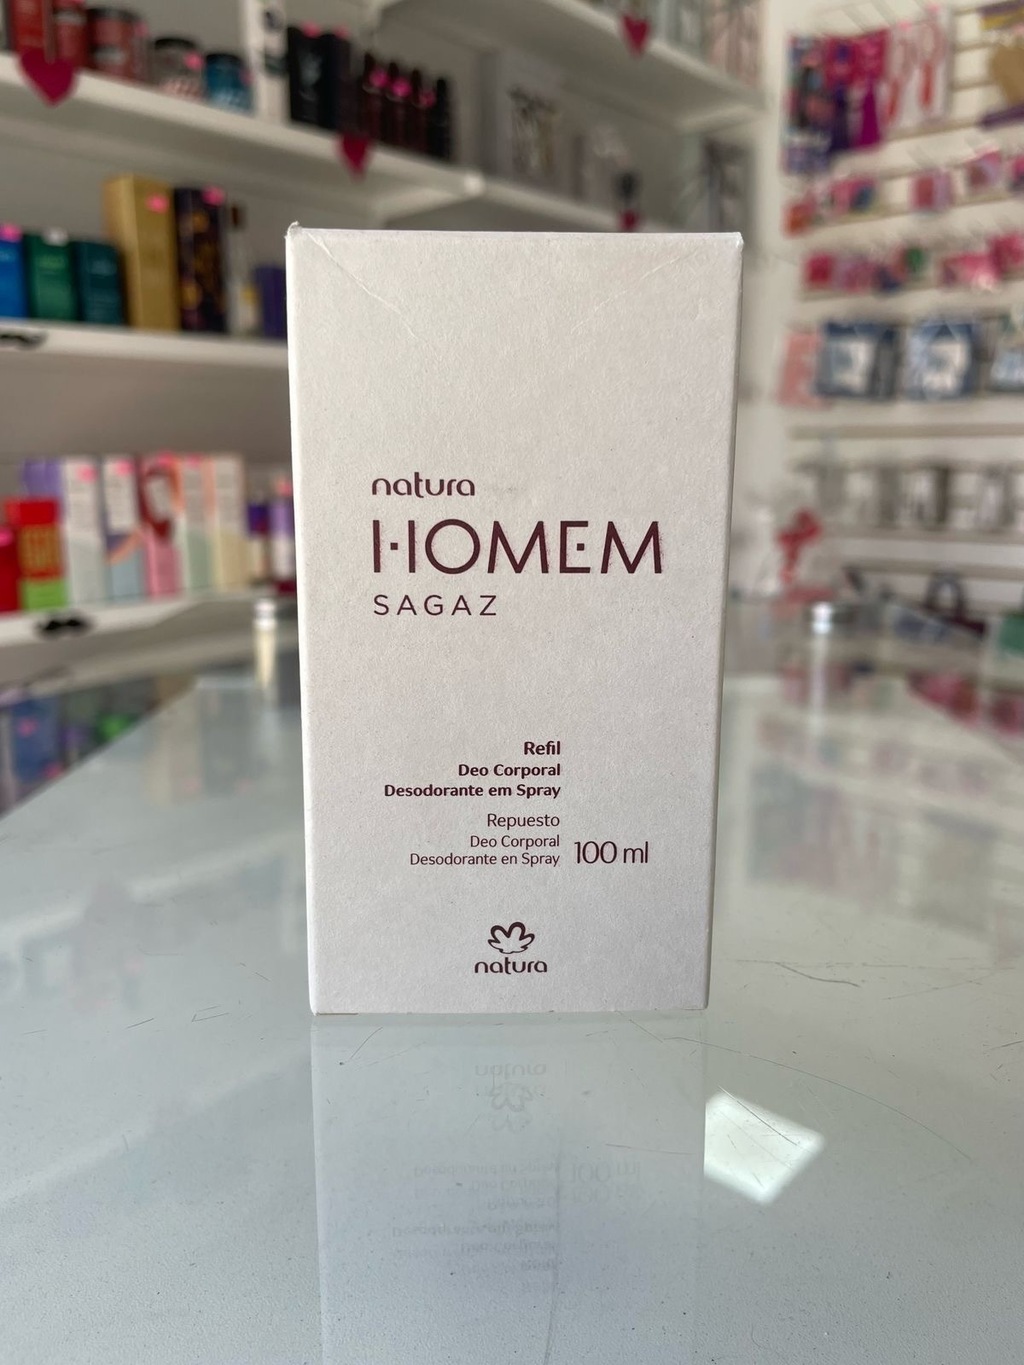 natura
HOMEM
SAGAZ
Refil
Deo Corporal
Desodorante em Spray
Repuesto
Deo Corporal
Desodorante en Spray
100 ml
natura